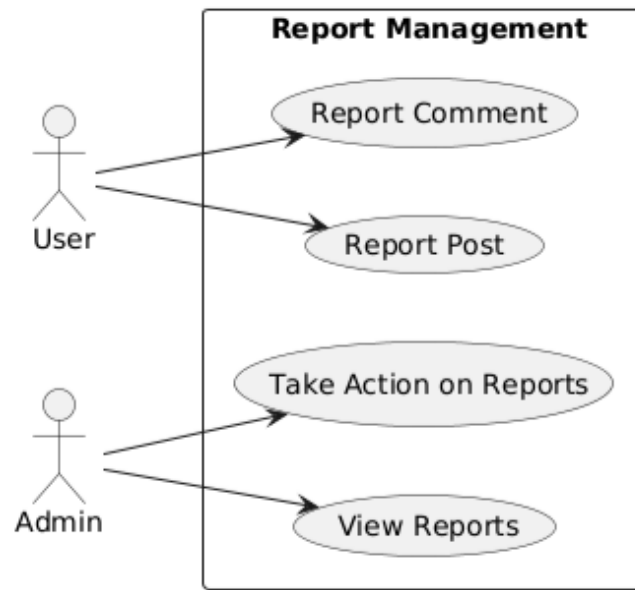 Report Management
Report Comment
User
Report Post
Take Action on Reports
Admin
View Reports